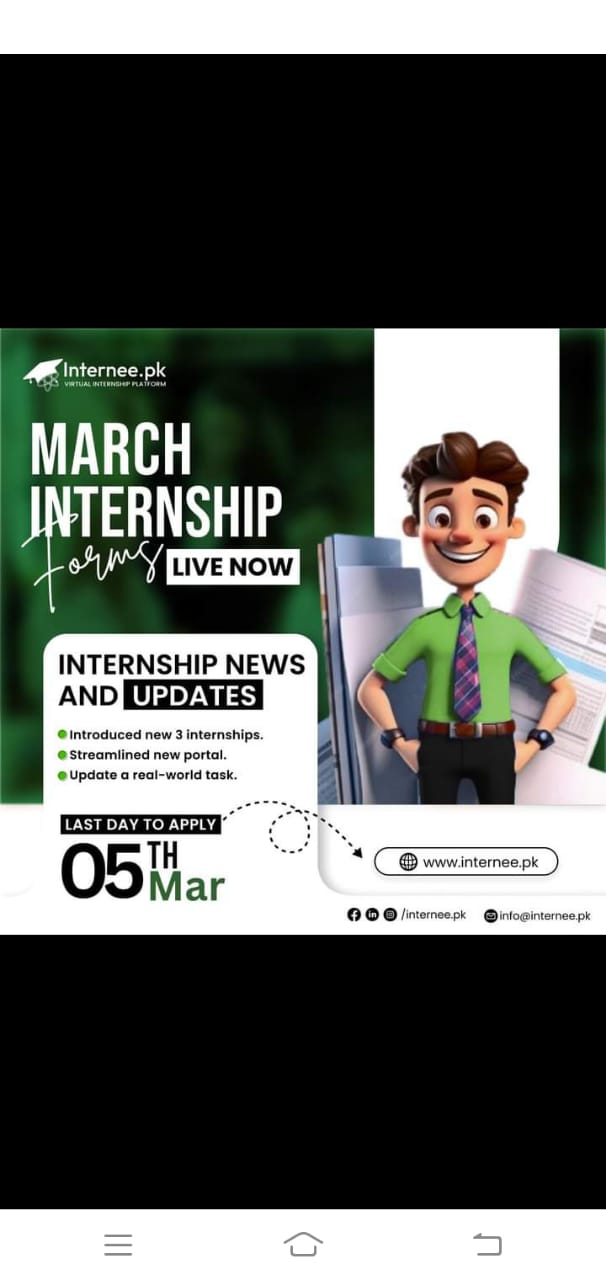 Internee.pk
VIRTUAL INTERNSHIP PLATFORM
MARCH
INTERNSHIP
Forms
LIVE NOW
INTERNSHIP NEWS
AND UPDATES
Introduced new 3 internships.
Streamlined new portal.
Update a real-world task.
LAST DAY TO APPLY
05TH
Mar
www.internee.pk
/internee.pk
info@internee.pk